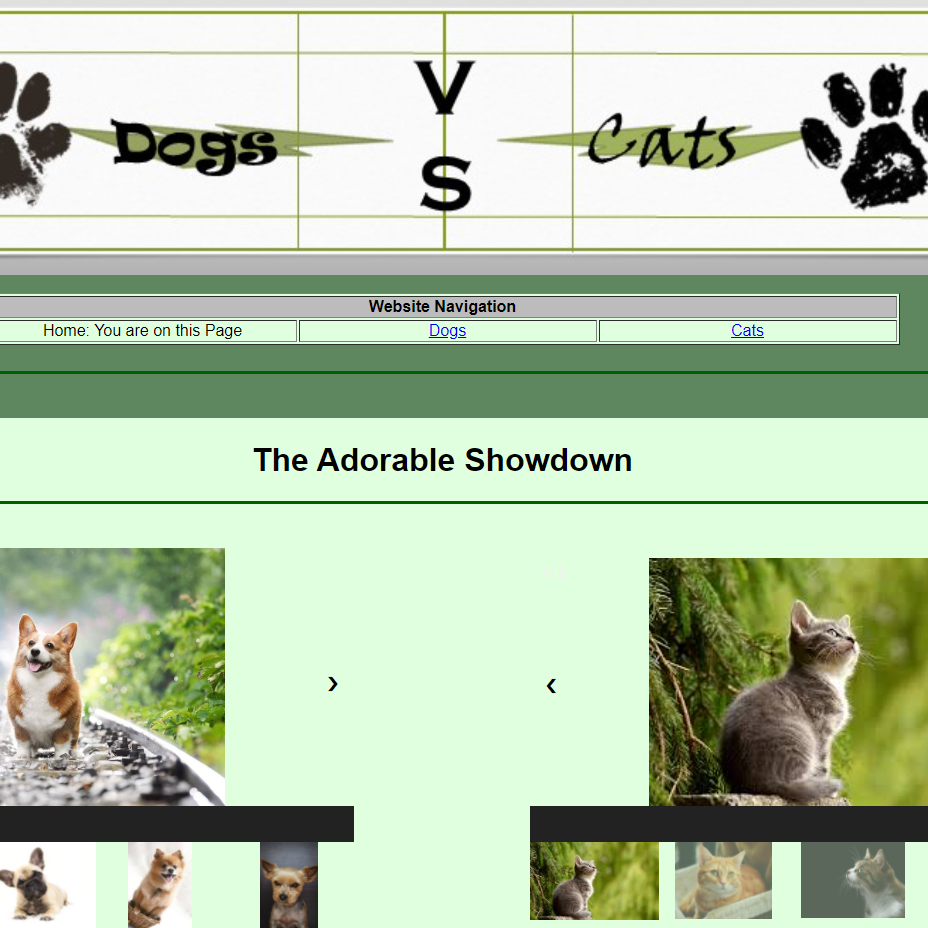 V
Dogs
Cats
S
Website Navigation
Home: You are on this Page
Dogs
Cats
The Adorable Showdown
›
‹